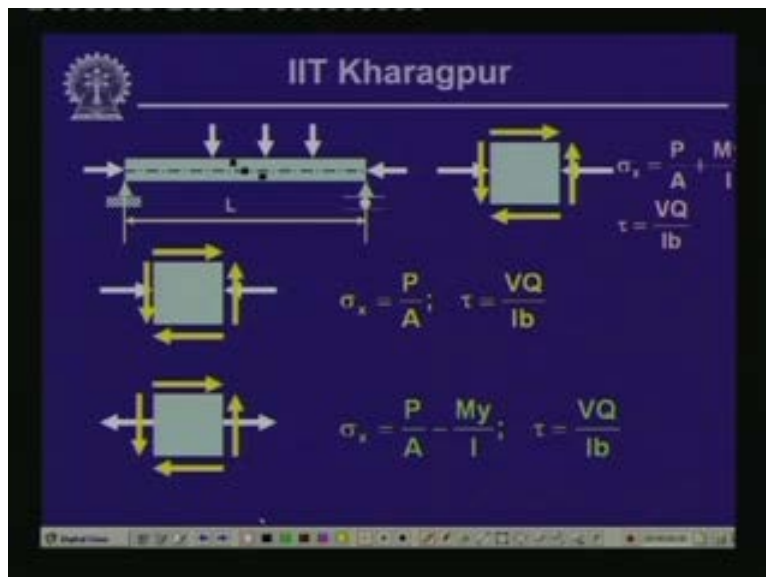 IIT Kharagpur
L
σx = P/A + My/I
τ = VQ/Ib
σx = P/A; τ = VQ/Ib
σx = P/A − My/I; τ = VQ/Ib